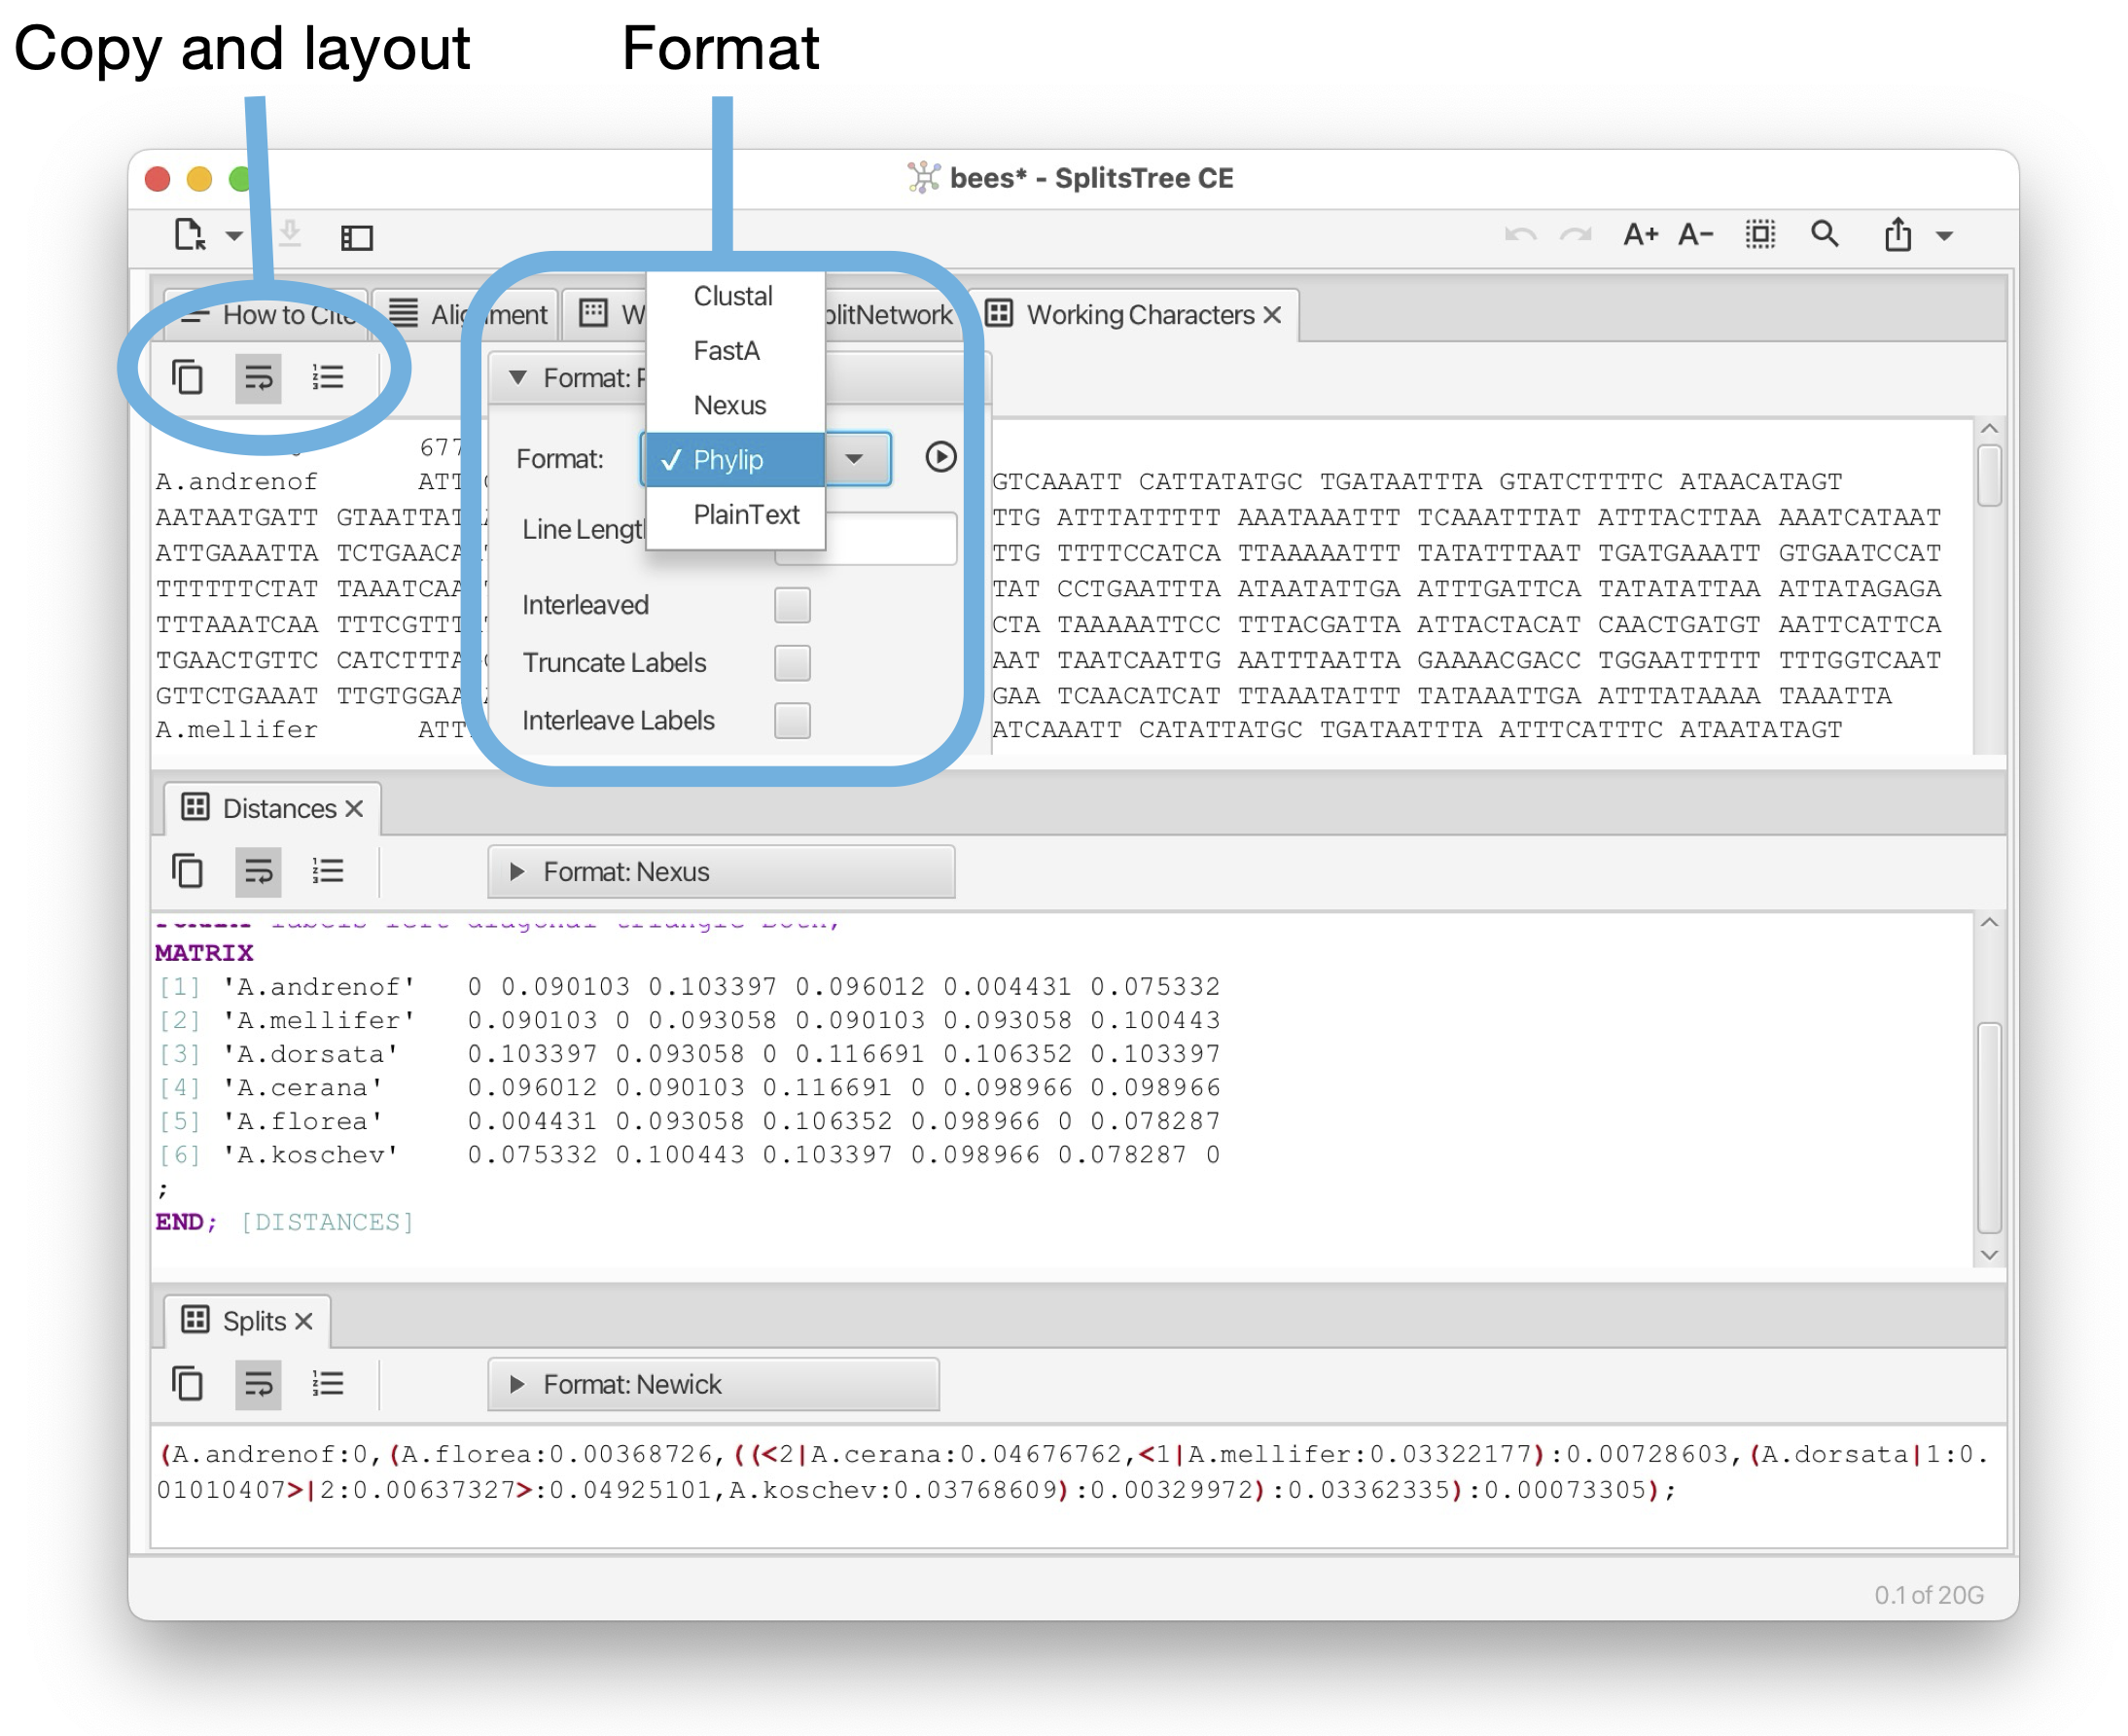 Copy and layout Format
bees* - SplitsTree CE
A+ A-
How to Cite Alignment W plitNetwork Working Characters
Clustal
FastA
Format: Nexus
Format: ✓ Phylip
PlainText
Line Length
Interleaved
Truncate Labels
Interleave Labels
677
A.andrenof ATT GTCAAATT CATTATATGC TGATAATTTA GTATCTTTTC ATAACATAGT
AATAATGATT GTAATTAT TTG ATTTATTTTT AAATAAATTT TCAAATTTAT ATTTACTTAA AAATCATAAT
ATTGAAATTA TCTGAACA TTG TTTTCCATCA TTAAAAATTT TATATTTAAT TGATGAAATT GTGAATCCAT
TTTTTTCTAT TAAATCAA TAT CCTGAATTTA ATAATATTGA ATTTGATTCA TATATATTAA ATTATAGAGA
TTTAAATCAA TTTCGTTT CTA TAAAAATTCC TTTACGATTA ATTACTACAT CAACTGATGT AATTCATTCA
TGAACTGTTC CATCTTTA AAT TAATCAATTG AATTTAATTA GAAAACGACC TGGAATTTTT TTTGGTCAAT
GTTCTGAAAT TTGTGGAA GAA TCAACATCAT TTAAATATTT TATAAATTGA ATTTATAAAA TAAATTA
A.mellifer ATT ATCAAATT CATATTATGC TGATAATTTA ATTTCATTTC ATAATATAGT
Distances
Format: Nexus
MATRIX
[1] 'A.andrenof' 0 0.090103 0.103397 0.096012 0.004431 0.075332
[2] 'A.mellifer' 0.090103 0 0.093058 0.090103 0.093058 0.100443
[3] 'A.dorsata' 0.103397 0.093058 0 0.116691 0.106352 0.103397
[4] 'A.cerana' 0.096012 0.090103 0.116691 0 0.098966 0.098966
[5] 'A.florea' 0.004431 0.093058 0.106352 0.098966 0 0.078287
[6] 'A.koschev' 0.075332 0.100443 0.103397 0.098966 0.078287 0
;
END; [DISTANCES]
Splits
Format: Newick
(A.andrenof:0,(A.florea:0.00368726,((<2|A.cerana:0.04676762,<1|A.mellifer:0.03322177):0.00728603,(A.dorsata|1:0.
01010407>|2:0.00637327>:0.04925101,A.koschev:0.03768609):0.00329972):0.03362335):0.00073305);
0.1 of 20G